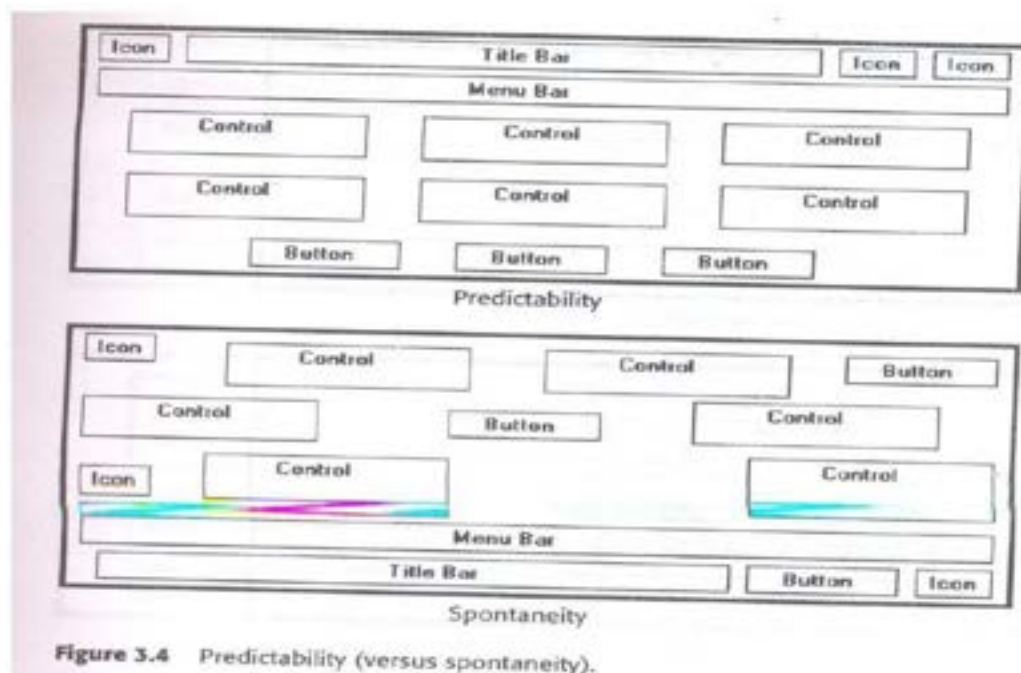 Icon Title Bar Icon Icon
Menu Bar
Control Control Control
Control Control Control
Button Button Button
Predictability
Icon Control Control Button
Control Button Control
Icon Control Control
Menu Bar
Title Bar Button Icon
Spontaneity
Figure 3.4 Predictability (versus spontaneity).